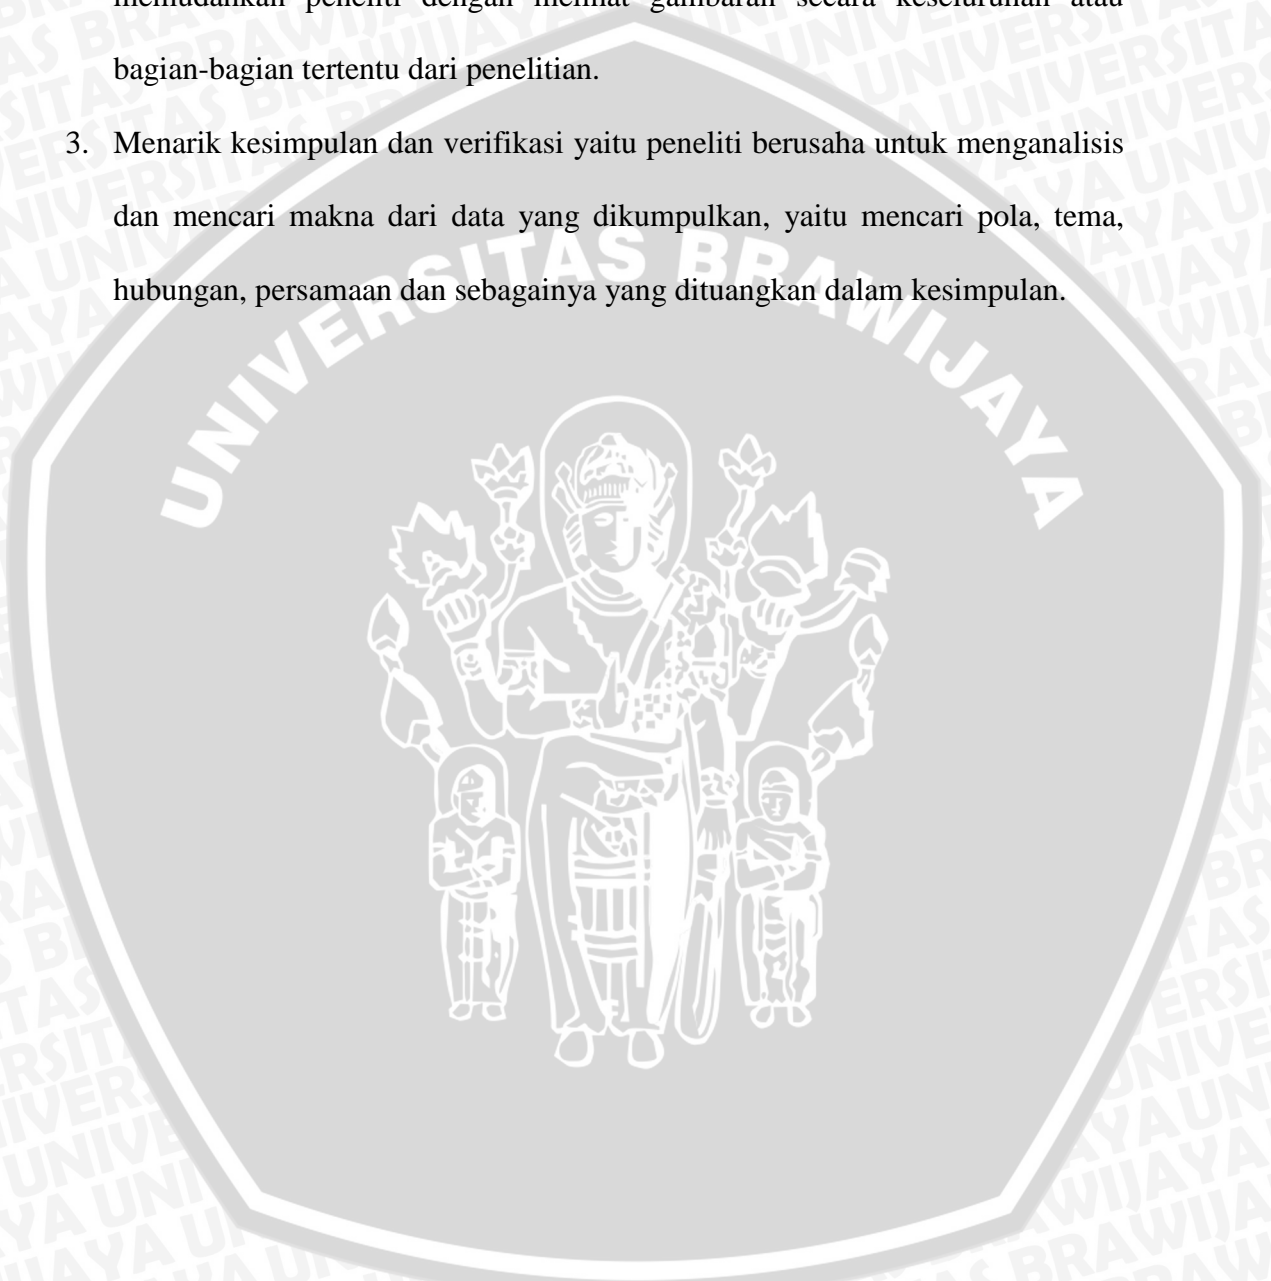 memudahkan peneliti dengan melihat gambaran secara keseluruhan atau
bagian-bagian tertentu dari penelitian.
3. Menarik kesimpulan dan verifikasi yaitu peneliti berusaha untuk menganalisis
dan mencari makna dari data yang dikumpulkan, yaitu mencari pola, tema,
hubungan, persamaan dan sebagainya yang dituangkan dalam kesimpulan.
UNIVERSITAS BRAWIJAYA